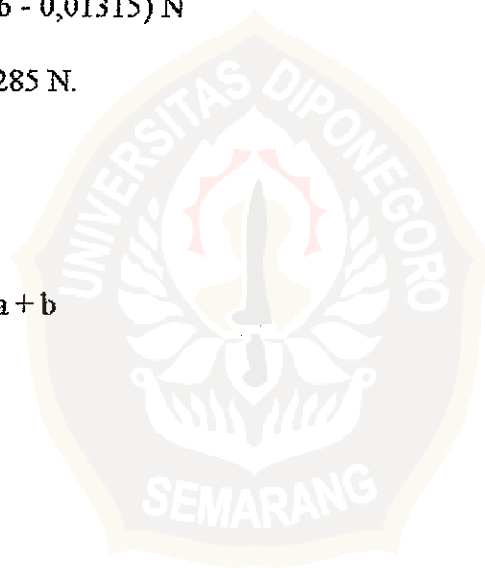 6 - 0,01315) N
285 N.
a + b
UNIVERSITAS DIPONEGORO
SEMARANG